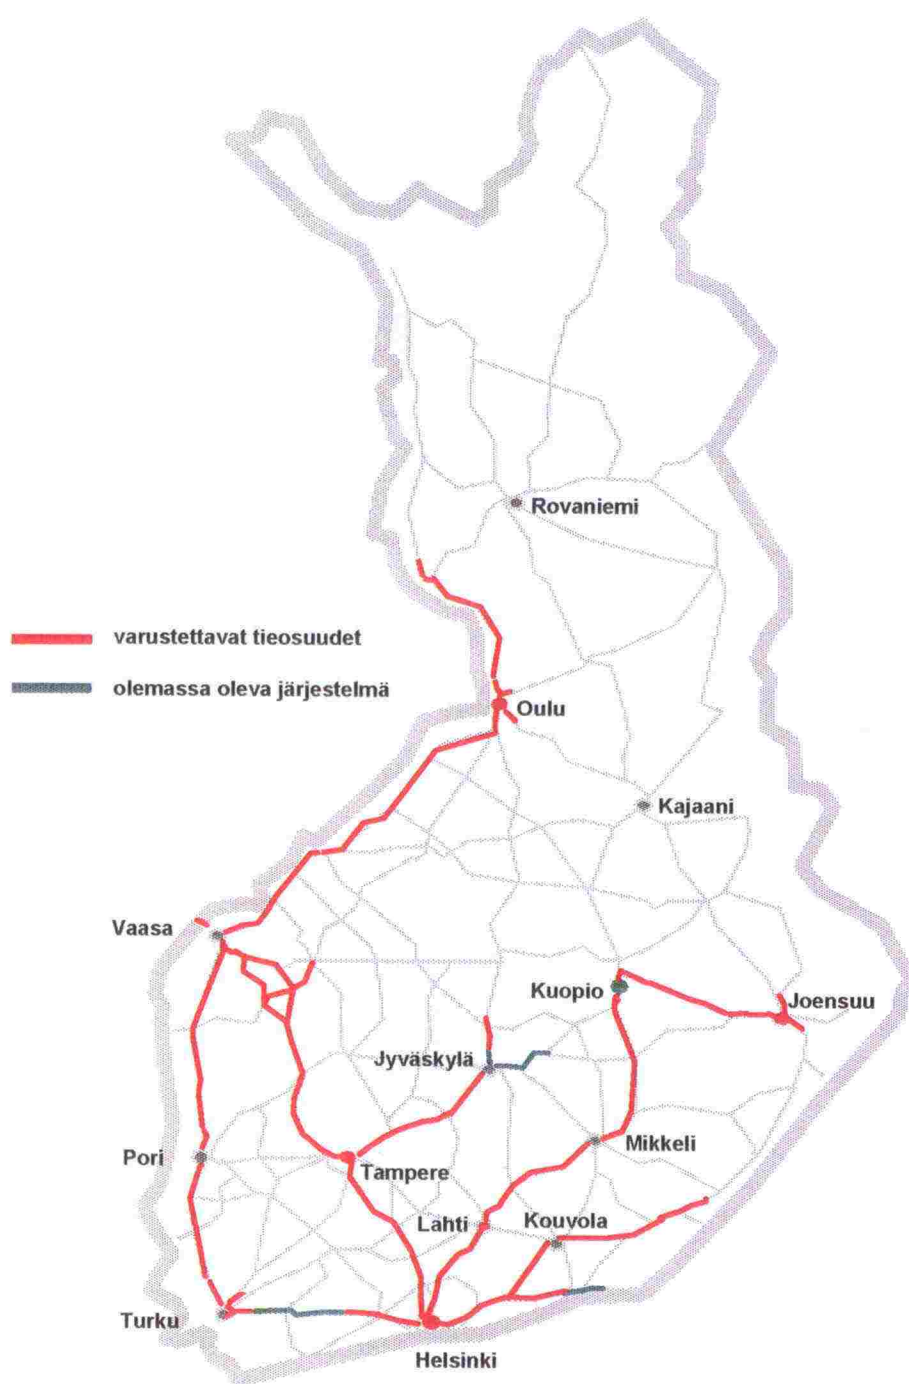 Rovaniemi
varustettavat tieosuudet
olemassa oleva järjestelmä
Oulu
Kajaani
Vaasa
Kuopio
Joensuu
Jyväskylä
Mikkeli
Pori
Tampere
Lahti
Kouvola
Turku
Helsinki